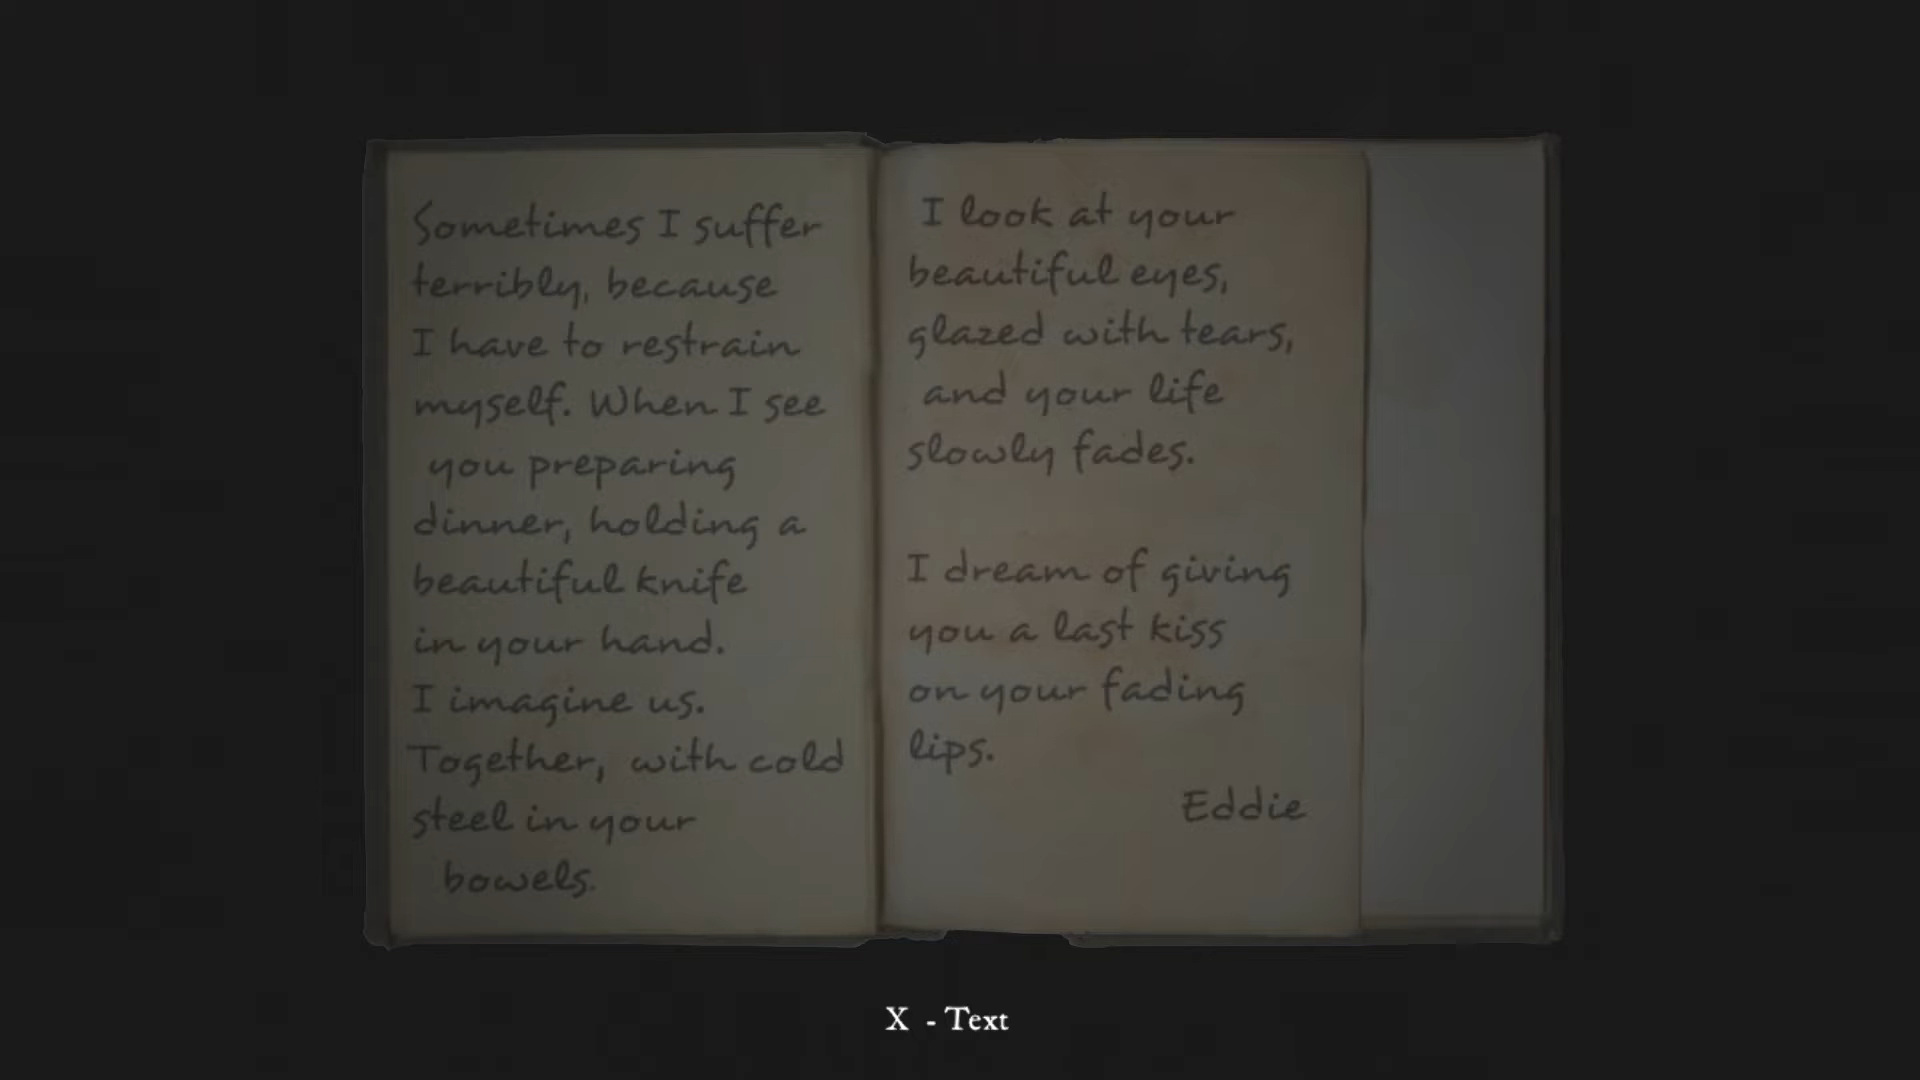 Sometimes I suffer
terribly, because
I have to restrain
myself. When I see
you preparing
dinner, holding a
beautiful knife
in your hand.
I imagine us.
Together, with cold
steel in your
bowels.
I look at your
beautiful eyes,
glazed with tears,
and your life
slowly fades.
I dream of giving
you a last kiss
on your fading
lips.
Eddie
X - Text